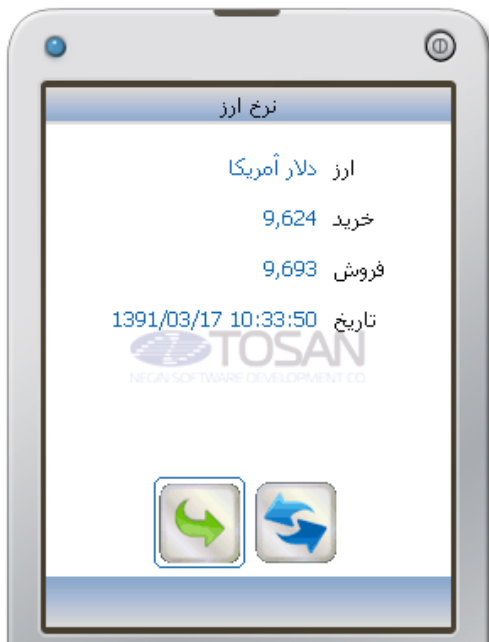 نرخ ارز
ارز دلار آمریکا
خرید 9,624
فروش 9,693
تاریخ 1391/03/17 10:33:50
TOSAN
NEGIN SOFTWARE DEVELOPMENT CO.